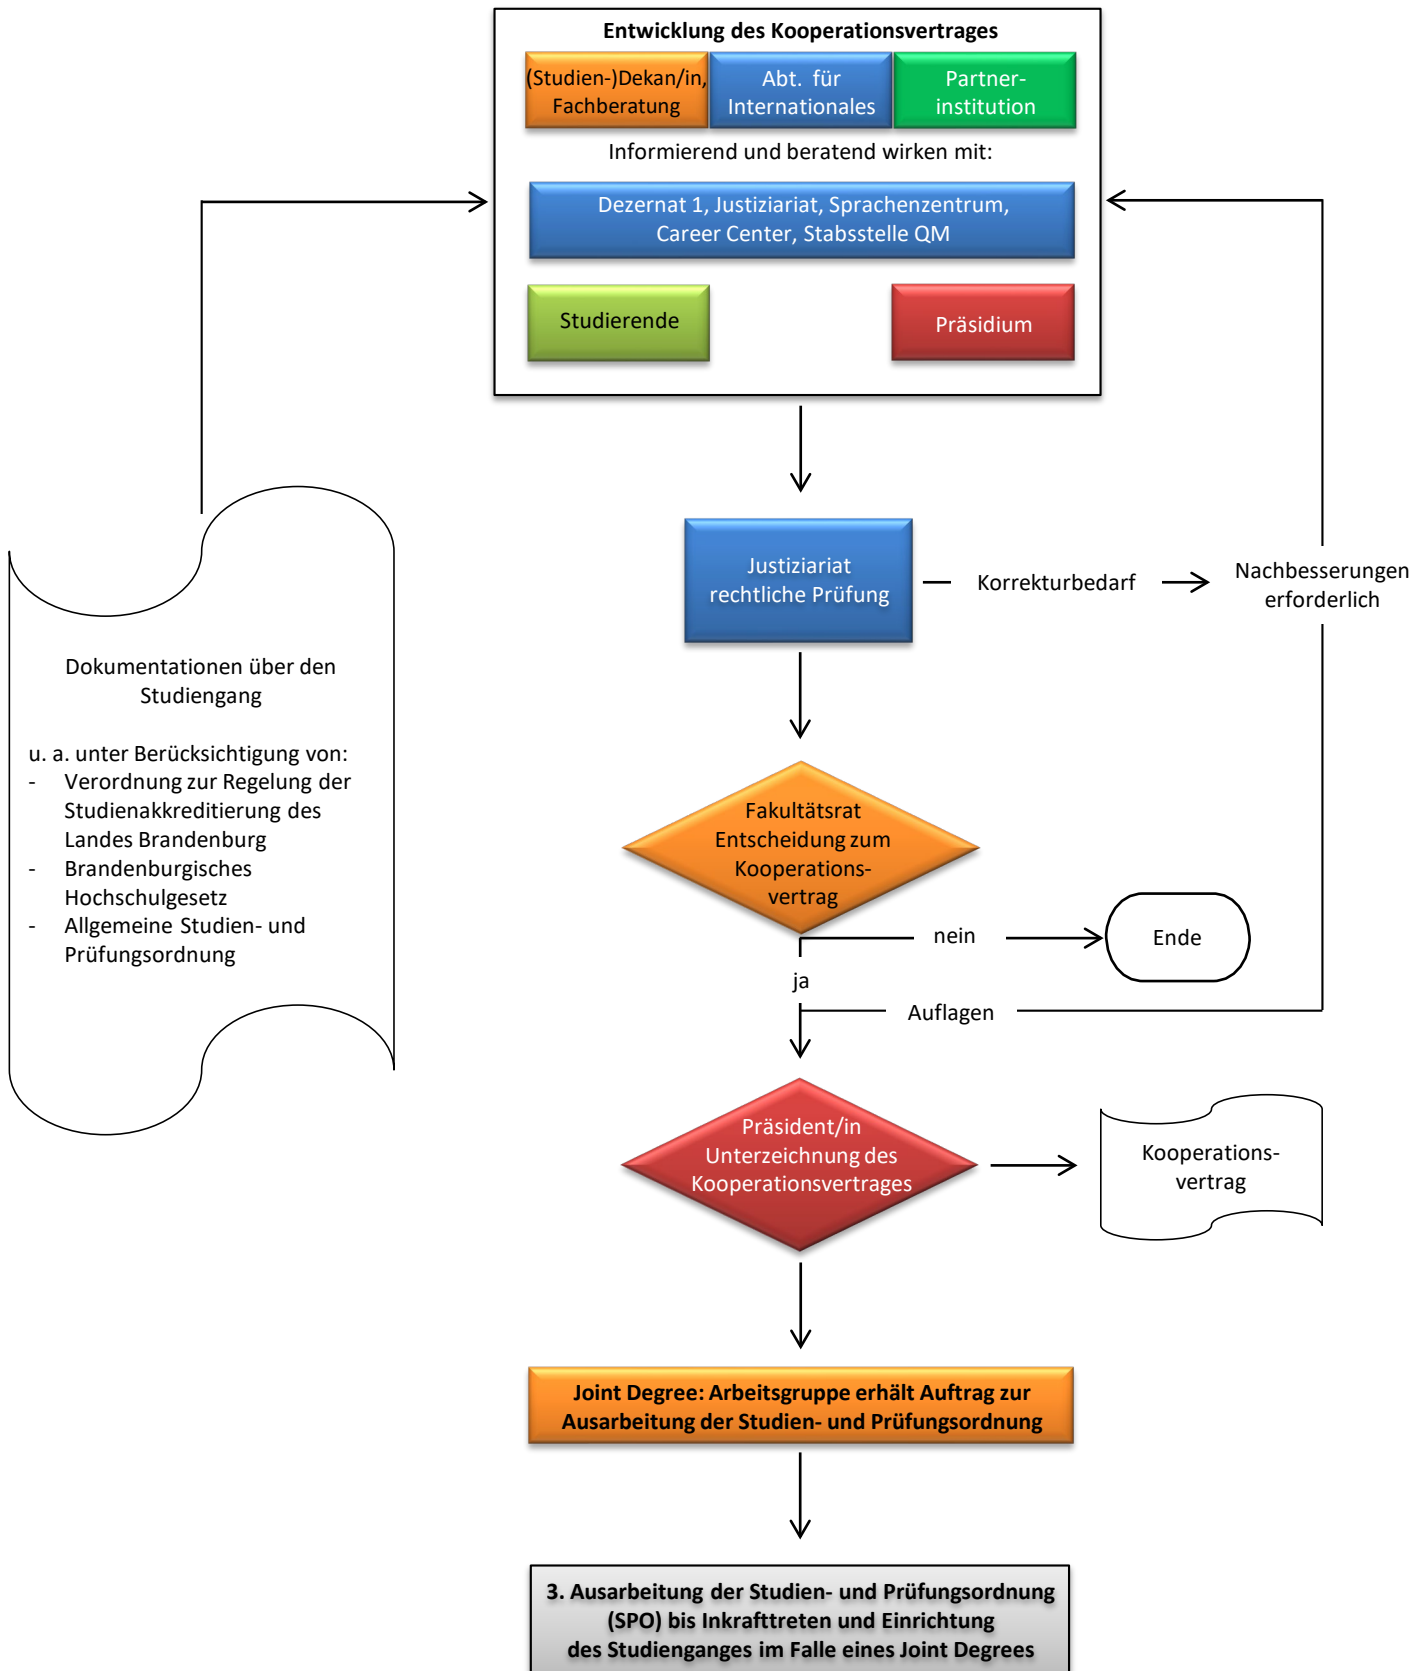 Entwicklung des Kooperationsvertrages
(Studien-)Dekan/in,
Fachberatung
Abt. für
Internationales
Partner-
institution
Informierend und beratend wirken mit:
Dezernat 1, Justiziariat, Sprachenzentrum,
Career Center, Stabsstelle QM
Studierende
Präsidium
Justiziariat
rechtliche Prüfung
Korrekturbedarf
Nachbesserungen
erforderlich
Dokumentationen über den
Studiengang
u. a. unter Berücksichtigung von:
- Verordnung zur Regelung der
Studienakkreditierung des
Landes Brandenburg
- Brandenburgisches
Hochschulgesetz
- Allgemeine Studien- und
Prüfungsordnung
Fakultätsrat
Entscheidung zum
Kooperations-
vertrag
nein
Ende
ja
Auflagen
Präsident/in
Unterzeichnung des
Kooperationsvertrages
Kooperations-
vertrag
Joint Degree: Arbeitsgruppe erhält Auftrag zur
Ausarbeitung der Studien- und Prüfungsordnung
3. Ausarbeitung der Studien- und Prüfungsordnung
(SPO) bis Inkrafttreten und Einrichtung
des Studienganges im Falle eines Joint Degrees